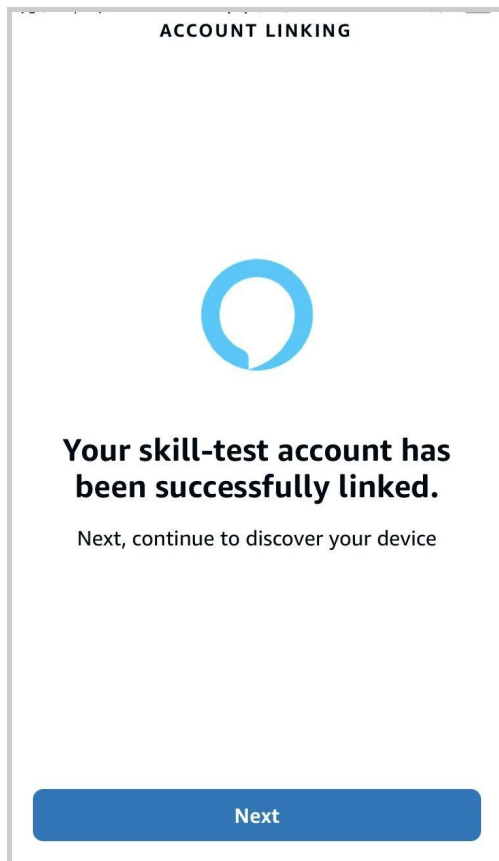 ACCOUNT LINKING
Your skill-test account has
been successfully linked.
Next, continue to discover your device
Next